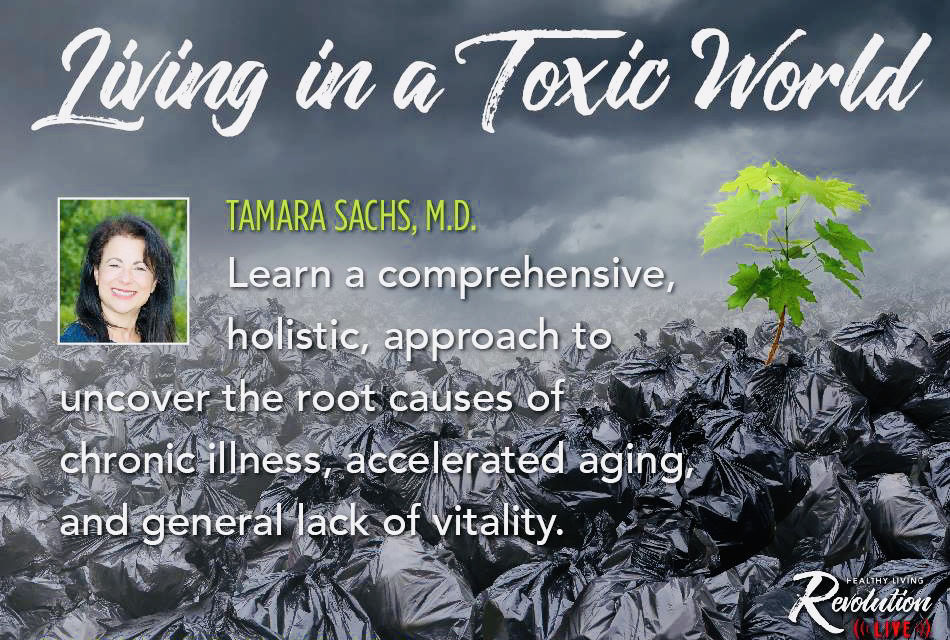 Living in a Toxic World
TAMARA SACHS, M.D.
Learn a comprehensive,
holistic, approach to
uncover the root causes of
chronic illness, accelerated aging,
and general lack of vitality.
HEALTHY LIVING
Revolution
LIVE